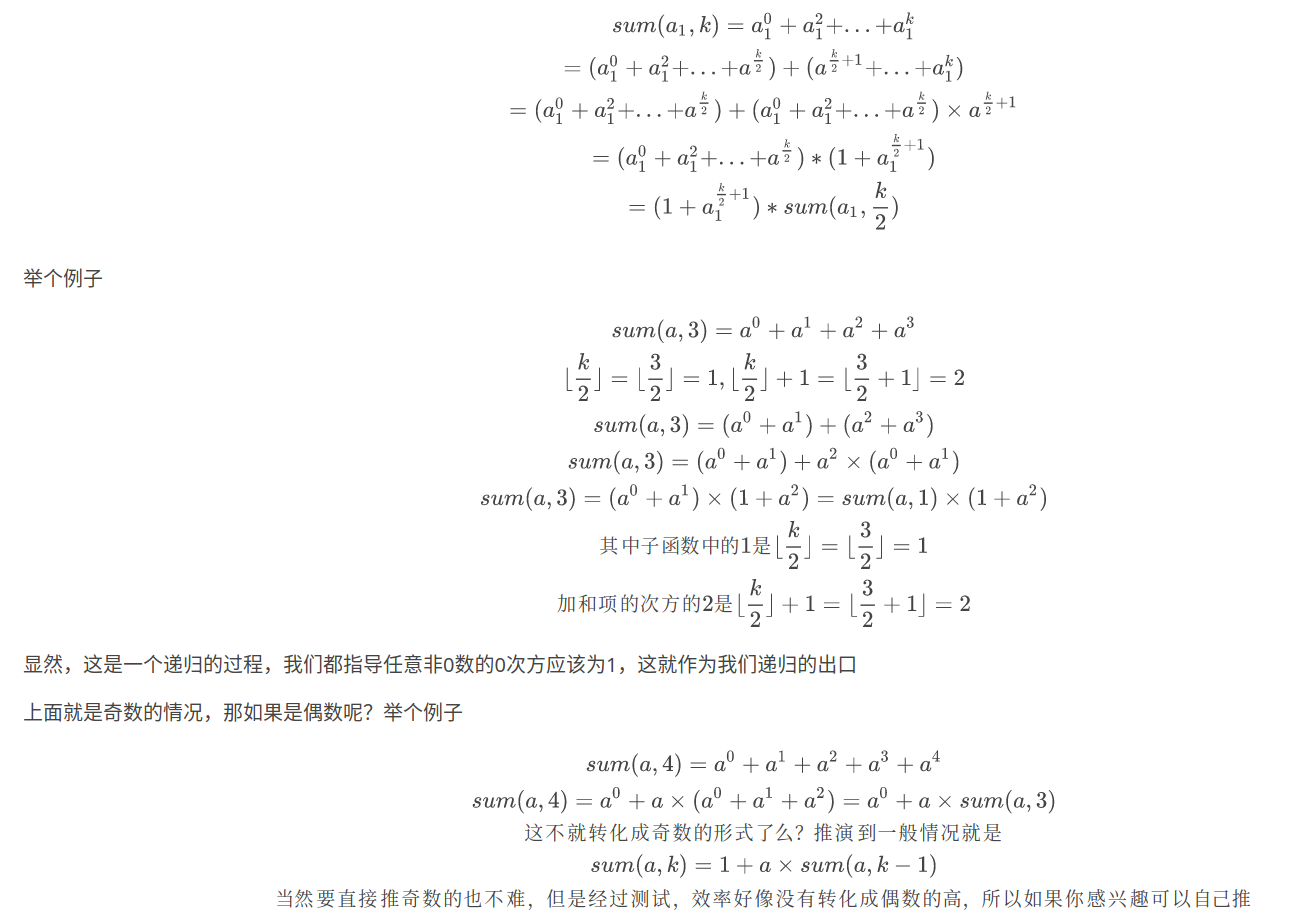 $sum(a_1, k) = a_1^0 + a_1^2 + \ldots + a_1^k$
$= (a_1^0 + a_1^2 + \ldots + a^{\frac{k}{2}}) + (a^{\frac{k}{2}+1} + \ldots + a_1^k)$
$= (a_1^0 + a_1^2 + \ldots + a^{\frac{k}{2}}) + (a_1^0 + a_1^2 + \ldots + a^{\frac{k}{2}}) \times a^{\frac{k}{2}+1}$
$= (a_1^0 + a_1^2 + \ldots + a^{\frac{k}{2}}) * (1 + a_1^{\frac{k}{2}+1})$
$= (1 + a_1^{\frac{k}{2}+1}) * sum(a_1, \frac{k}{2})$
举个例子
$sum(a, 3) = a^0 + a^1 + a^2 + a^3$
$\lfloor \frac{k}{2} \rfloor = \lfloor \frac{3}{2} \rfloor = 1, \lfloor \frac{k}{2} \rfloor + 1 = \lfloor \frac{3}{2} + 1 \rfloor = 2$
$sum(a, 3) = (a^0 + a^1) + (a^2 + a^3)$
$sum(a, 3) = (a^0 + a^1) + a^2 \times (a^0 + a^1)$
$sum(a, 3) = (a^0 + a^1) \times (1 + a^2) = sum(a, 1) \times (1 + a^2)$
其中子函数中的1是$\lfloor \frac{k}{2} \rfloor = \lfloor \frac{3}{2} \rfloor = 1$
加和项的次方的2是$\lfloor \frac{k}{2} \rfloor + 1 = \lfloor \frac{3}{2} + 1 \rfloor = 2$
显然，这是一个递归的过程，我们都指导任意非0数的0次方应该为1，这就作为我们递归的出口
上面就是奇数的情况，那如果是偶数呢？举个例子
$sum(a, 4) = a^0 + a^1 + a^2 + a^3 + a^4$
$sum(a, 4) = a^0 + a \times (a^0 + a^1 + a^2) = a^0 + a \times sum(a, 3)$
这不就转化成奇数的形式了么？推演到一般情况就是
$sum(a, k) = 1 + a \times sum(a, k - 1)$
当然要直接推奇数的也不难，但是经过测试，效率好像没有转化成偶数的高，所以如果你感兴趣可以自己推